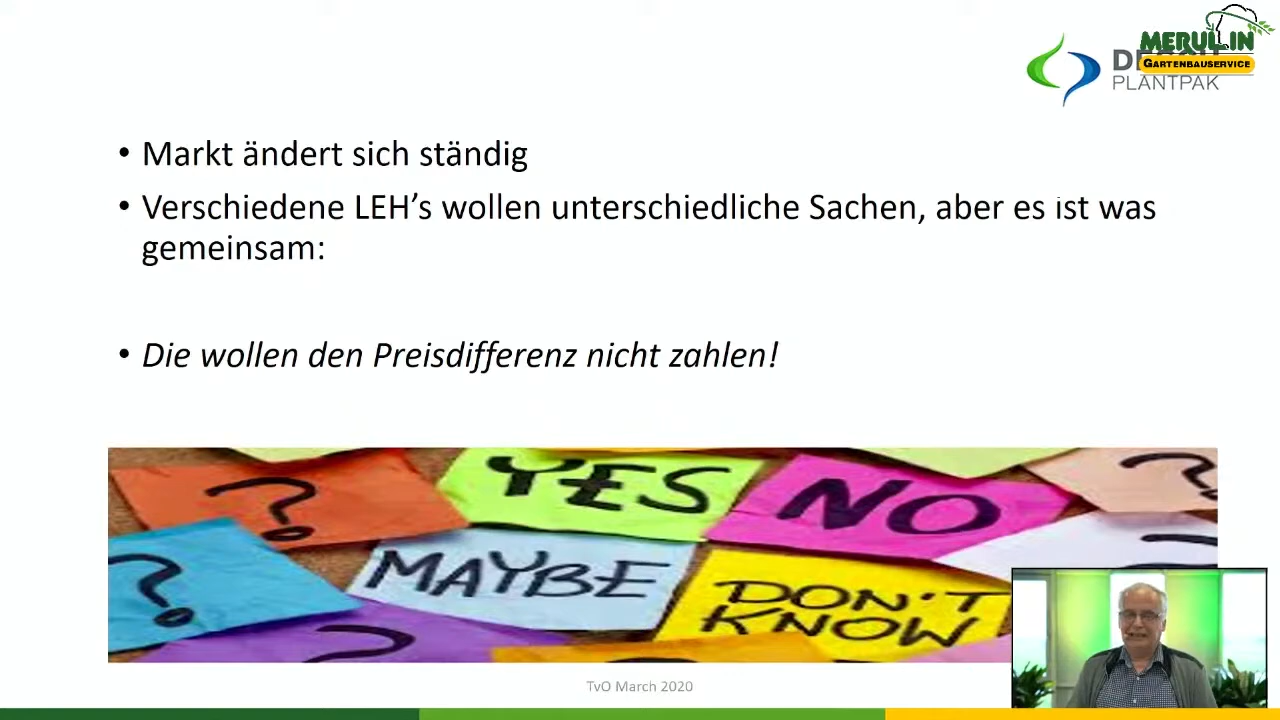 MERULIN
GARTENBAUSERVICE
PLANTPAK
• Markt ändert sich ständig
• Verschiedene LEH’s wollen unterschiedliche Sachen, aber es ist was
gemeinsam:
• Die wollen den Preisdifferenz nicht zahlen!
?
YES
NO
?
?
MAYBE
DON'T
KNOW
TvO March 2020